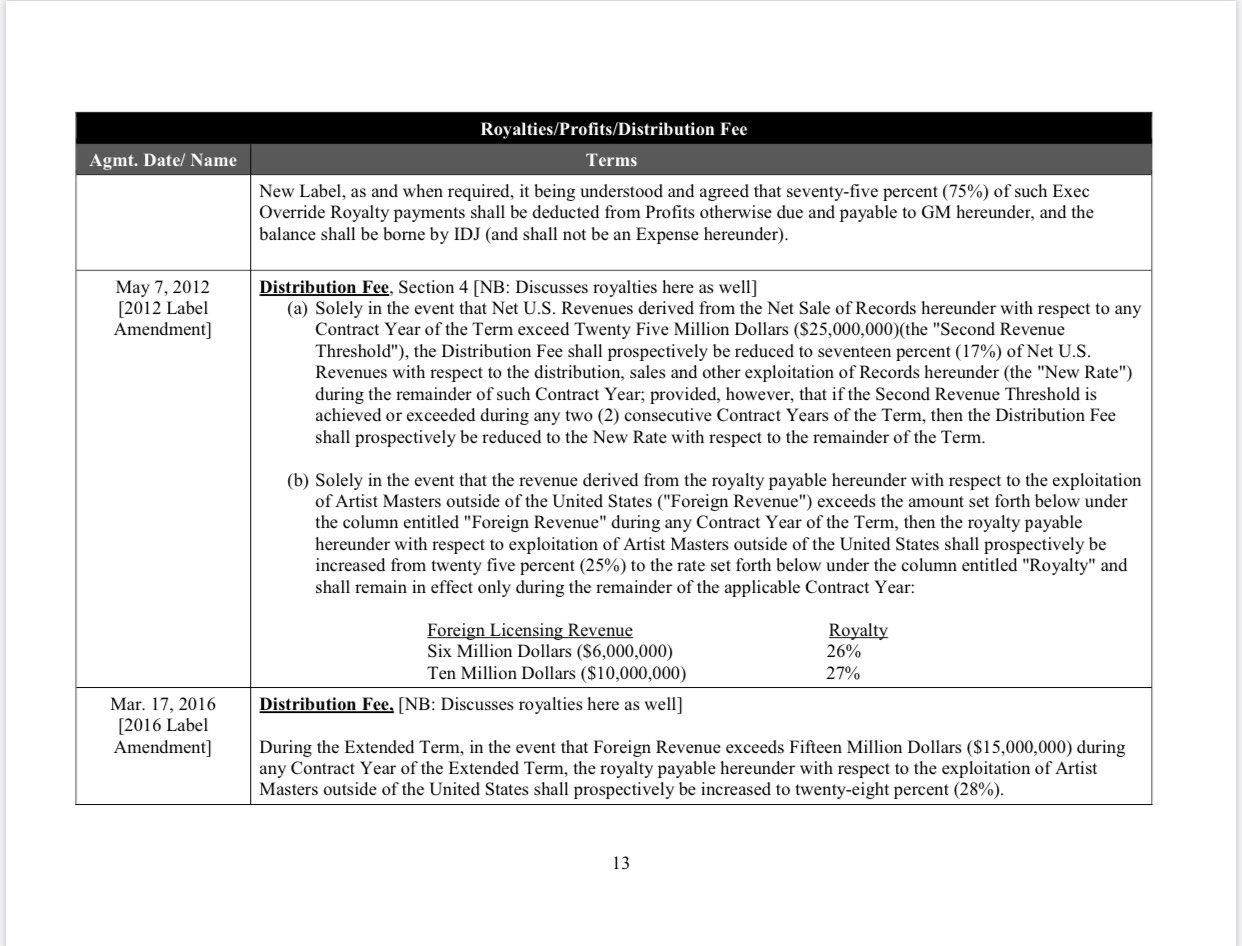 Royalties/Profits/Distribution Fee
Agmt. Date/ Name Terms
New Label, as and when required, it being understood and agreed that seventy-five percent (75%) of such Exec
Override Royalty payments shall be deducted from Profits otherwise due and payable to GM hereunder, and the
balance shall be borne by IDJ (and shall not be an Expense hereunder).
May 7, 2012
[2012 Label
Amendment]
Distribution Fee, Section 4 [NB: Discusses royalties here as well]
(a) Solely in the event that Net U.S. Revenues derived from the Net Sale of Records hereunder with respect to any
Contract Year of the Term exceed Twenty Five Million Dollars ($25,000,000)(the "Second Revenue
Threshold"), the Distribution Fee shall prospectively be reduced to seventeen percent (17%) of Net U.S.
Revenues with respect to the distribution, sales and other exploitation of Records hereunder (the "New Rate")
during the remainder of such Contract Year; provided, however, that if the Second Revenue Threshold is
achieved or exceeded during any two (2) consecutive Contract Years of the Term, then the Distribution Fee
shall prospectively be reduced to the New Rate with respect to the remainder of the Term.
(b) Solely in the event that the revenue derived from the royalty payable hereunder with respect to the exploitation
of Artist Masters outside of the United States ("Foreign Revenue") exceeds the amount set forth below under
the column entitled "Foreign Revenue" during any Contract Year of the Term, then the royalty payable
hereunder with respect to exploitation of Artist Masters outside of the United States shall prospectively be
increased from twenty five percent (25%) to the rate set forth below under the column entitled "Royalty" and
shall remain in effect only during the remainder of the applicable Contract Year:
Foreign Licensing Revenue Royalty
Six Million Dollars ($6,000,000) 26%
Ten Million Dollars ($10,000,000) 27%
Mar. 17, 2016
[2016 Label
Amendment]
Distribution Fee. [NB: Discusses royalties here as well]
During the Extended Term, in the event that Foreign Revenue exceeds Fifteen Million Dollars ($15,000,000) during
any Contract Year of the Extended Term, the royalty payable hereunder with respect to the exploitation of Artist
Masters outside of the United States shall prospectively be increased to twenty-eight percent (28%).
13